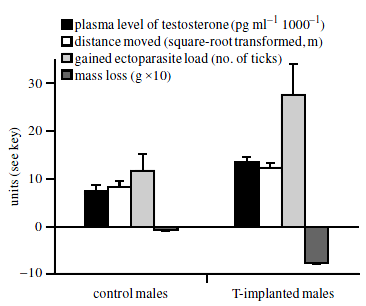 plasma level of testosterone (pg ml⁻¹ 1000⁻¹)
distance moved (square-root transformed, m)
gained ectoparasite load (no. of ticks)
mass loss (g ×10)
units (see key)
30
20
10
0
−10
control males
T-implanted males